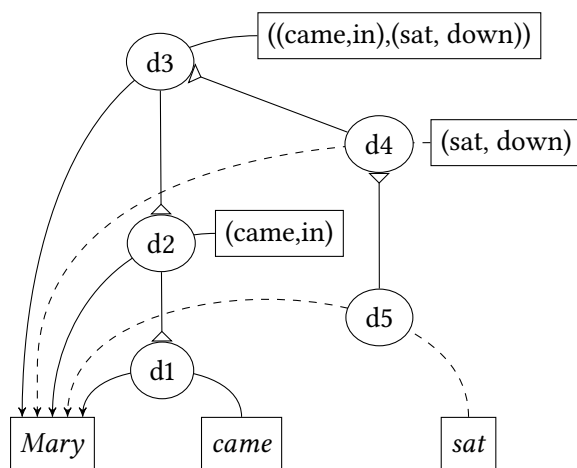 ((came,in),(sat, down))
d3
d4
(sat, down)
d2
(came,in)
d5
d1
Mary
came
sat